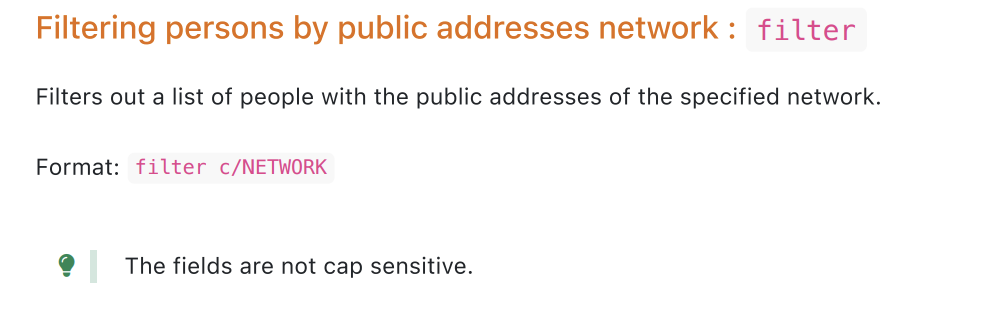 Filtering persons by public addresses network : filter
Filters out a list of people with the public addresses of the specified network.
Format: filter c/NETWORK
The fields are not cap sensitive.